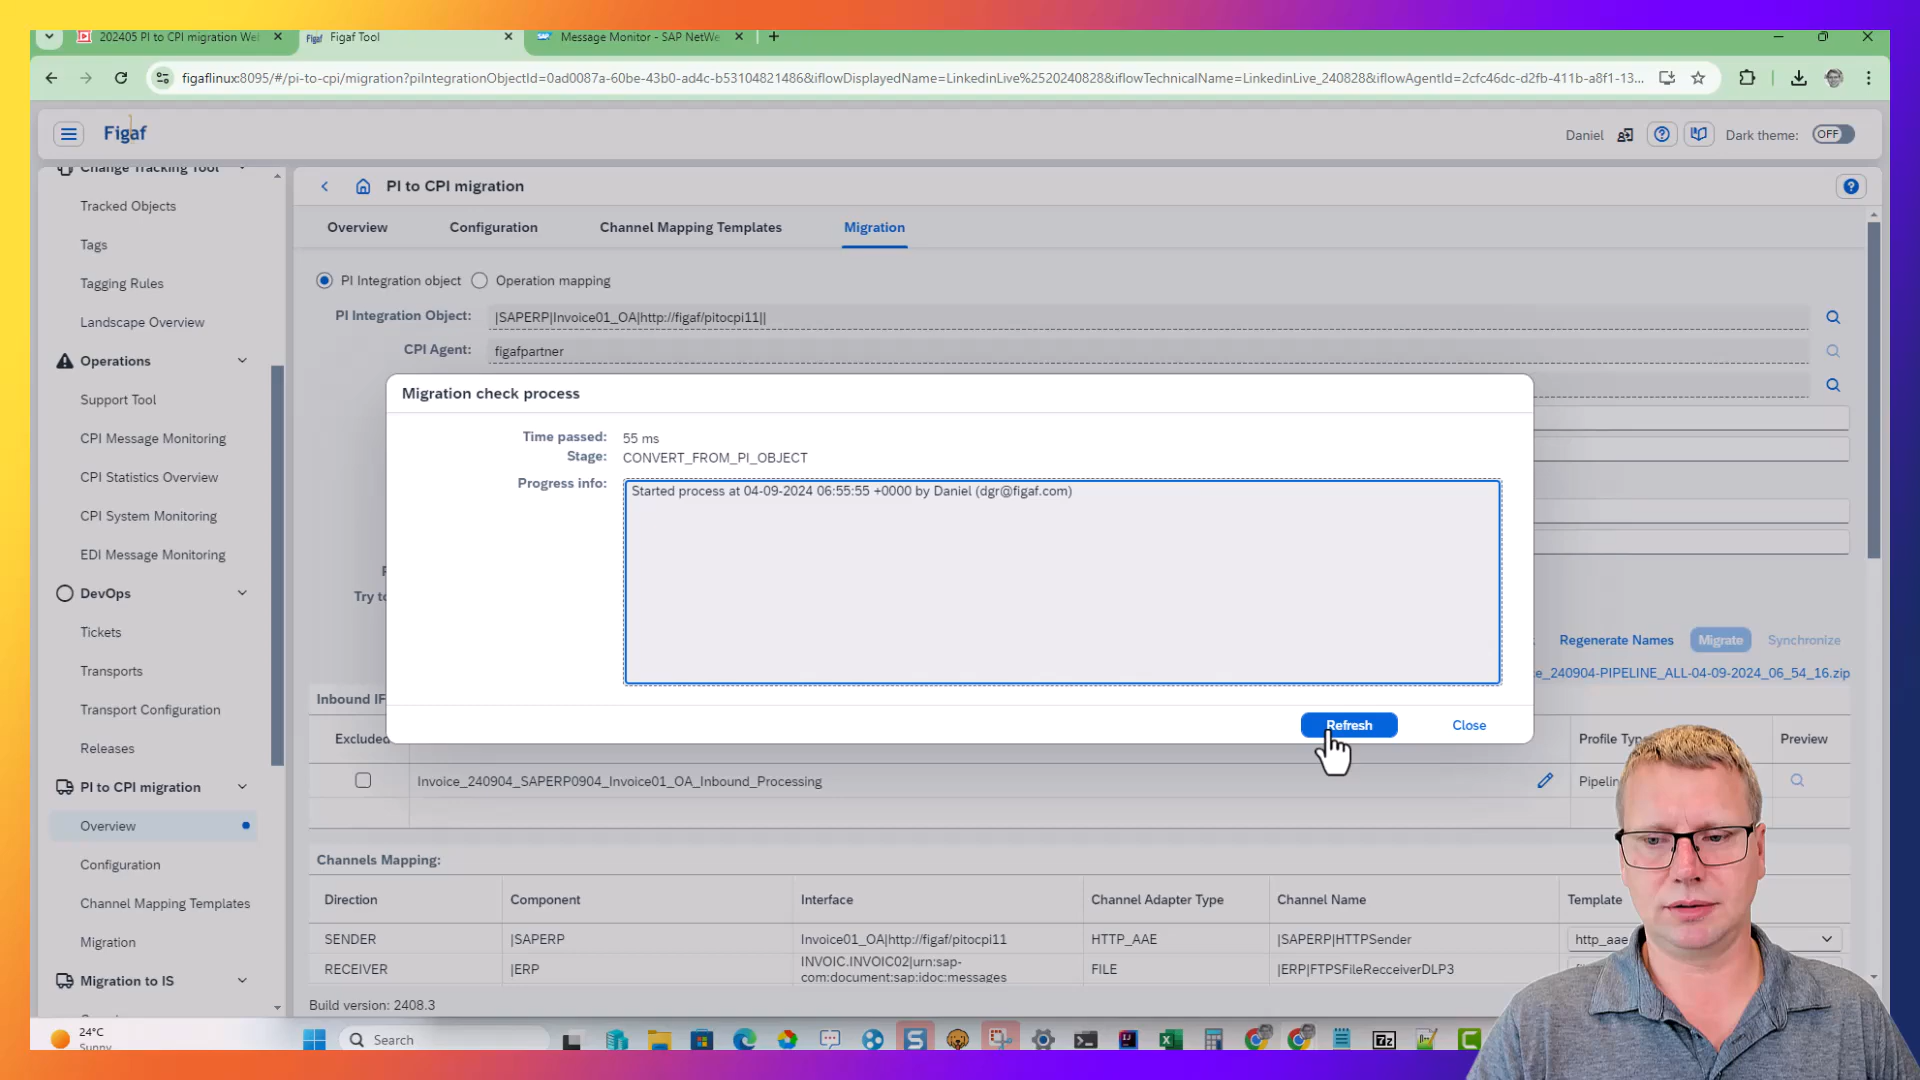 202405 PI to CPI migration Wel
Figaf Figaf Tool
Message Monitor - SAP NetWe
figaflinux:8095/#/pi-to-cpi/migration?piIntegrationObjectId=0ad0087a-60be-43b0-ad4c-b53104821486&iflowDisplayedName=LinkedinLive%2520240828&iflowTechnicalName=LinkedinLive_240828&iflowAgentId=2cfc46dc-d2fb-411b-a8f1-13...
Figaf
Daniel
Dark theme:
OFF
Change Tracking Tool
Tracked Objects
Tags
Tagging Rules
Landscape Overview
Operations
Support Tool
CPI Message Monitoring
CPI Statistics Overview
CPI System Monitoring
EDI Message Monitoring
DevOps
Tickets
Transports
Transport Configuration
Releases
PI to CPI migration
Overview
Configuration
Channel Mapping Templates
Migration
Migration to IS
PI to CPI migration
Overview
Configuration
Channel Mapping Templates
Migration
PI Integration object
Operation mapping
PI Integration Object: |SAPERP|Invoice01_OA|http://figaf/pitocpi11||
CPI Agent: figafpartner
Migration check process
Time passed: 55 ms
Stage: CONVERT_FROM_PI_OBJECT
Progress info: Started process at 04-09-2024 06:55:55 +0000 by Daniel (dgr@figaf.com)
Refresh
Close
Try to
Regenerate Names
Migrate
Synchronize
e_240904-PIPELINE_ALL-04-09-2024_06_54_16.zip
Inbound IF
Excluded
Profile Typ
Preview
Invoice_240904_SAPERP0904_Invoice01_OA_Inbound_Processing
Pipelin
Channels Mapping:
Direction Component Interface Channel Adapter Type Channel Name Template
SENDER |SAPERP Invoice01_OA|http://figaf/pitocpi11 HTTP_AAE |SAPERP|HTTPSender http_aae
RECEIVER |ERP INVOIC.INVOIC02|urn:sap-com:document:sap:idoc:messages FILE |ERP|FTPSFileRecceiverDLP3
Build version: 2408.3
24°C
Sunny
Search